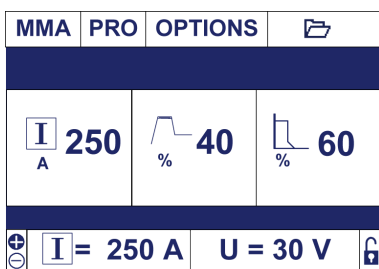 MMA PRO OPTIONS
I A 250 % 40 % 60
I = 250 A U = 30 V